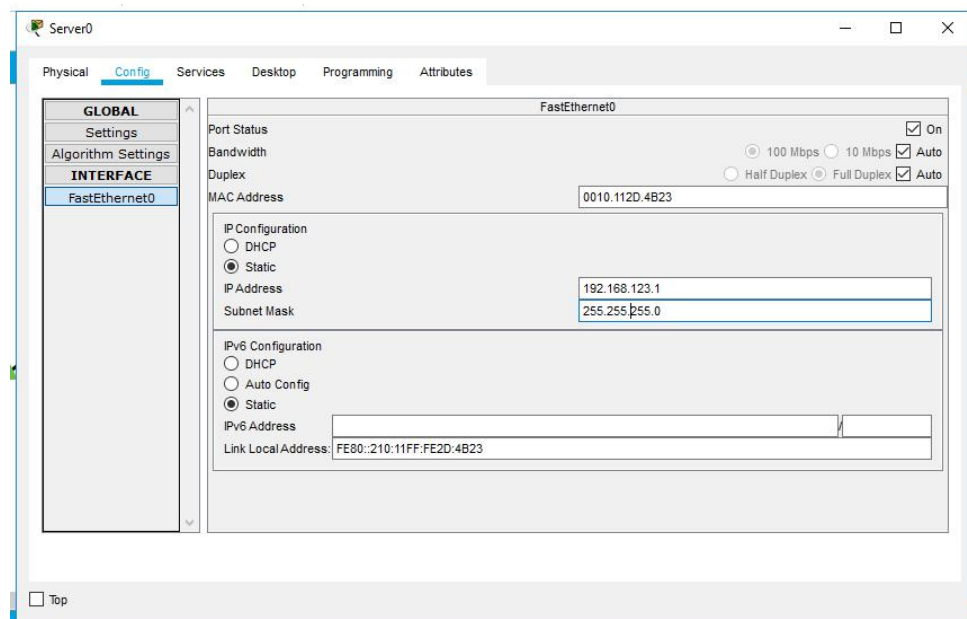 Server0
Physical Config Services Desktop Programming Attributes
GLOBAL
Settings
Algorithm Settings
INTERFACE
FastEthernet0
FastEthernet0
Port Status On
Bandwidth 100 Mbps 10 Mbps Auto
Duplex Half Duplex Full Duplex Auto
MAC Address 0010.112D.4B23
IP Configuration
DHCP
Static
IP Address 192.168.123.1
Subnet Mask 255.255.255.0
IPv6 Configuration
DHCP
Auto Config
Static
IPv6 Address /
Link Local Address: FE80::210:11FF:FE2D:4B23
Top